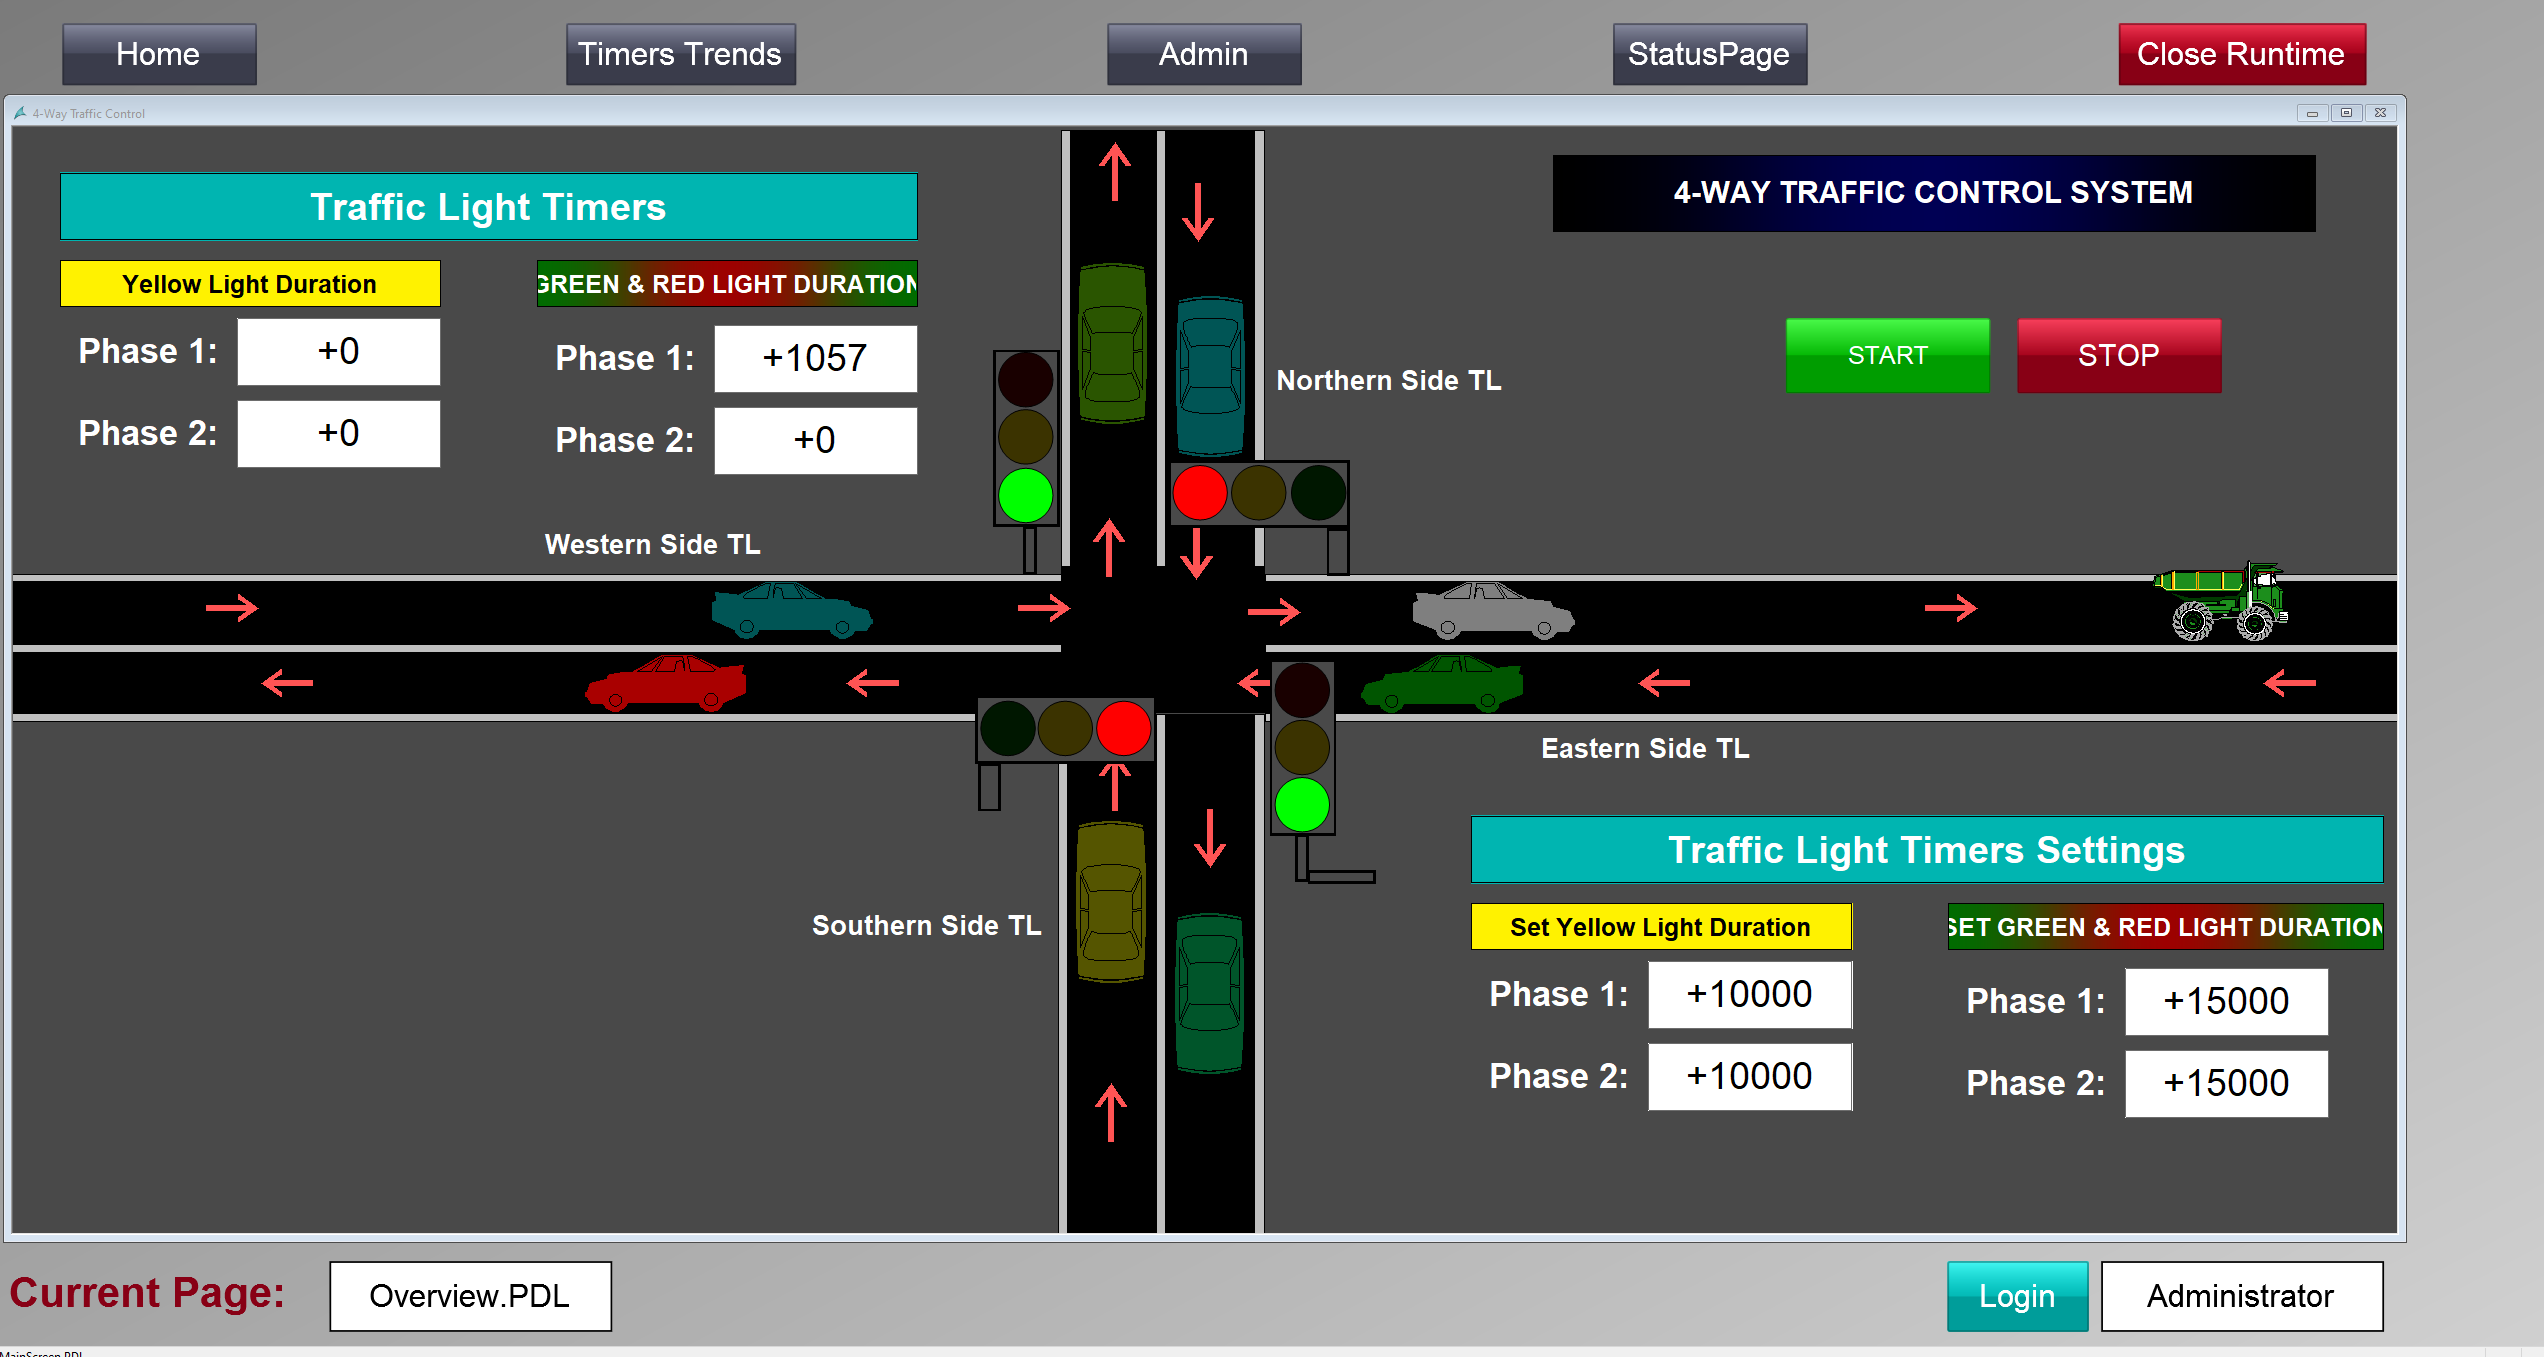 Home
Timers Trends
Admin
StatusPage
Close Runtime
4-Way Traffic Control
Traffic Light Timers
Yellow Light Duration
GREEN & RED LIGHT DURATION
Phase 1: +0
Phase 1: +1057
Phase 2: +0
Phase 2: +0
4-WAY TRAFFIC CONTROL SYSTEM
START
STOP
Northern Side TL
Western Side TL
Eastern Side TL
Southern Side TL
Traffic Light Timers Settings
Set Yellow Light Duration
SET GREEN & RED LIGHT DURATION
Phase 1: +10000
Phase 1: +15000
Phase 2: +10000
Phase 2: +15000
Current Page:
Overview.PDL
Login
Administrator
MainScreen.PDL